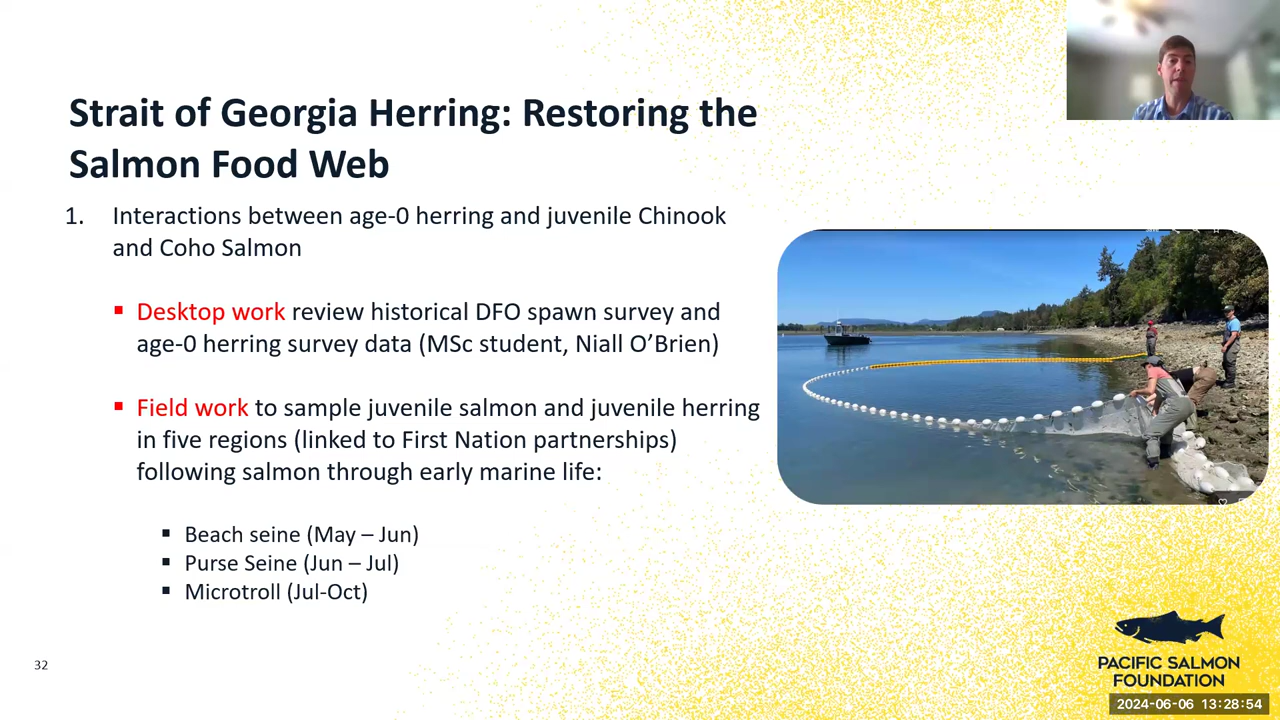 Strait of Georgia Herring: Restoring the
Salmon Food Web
1. Interactions between age-0 herring and juvenile Chinook
and Coho Salmon
▪ Desktop work review historical DFO spawn survey and
age-0 herring survey data (MSc student, Niall O’Brien)
▪ Field work to sample juvenile salmon and juvenile herring
in five regions (linked to First Nation partnerships)
following salmon through early marine life:
▪ Beach seine (May – Jun)
▪ Purse Seine (Jun – Jul)
▪ Microtroll (Jul-Oct)
32
PACIFIC SALMON
FOUNDATION
2024-06-06 13:28:54